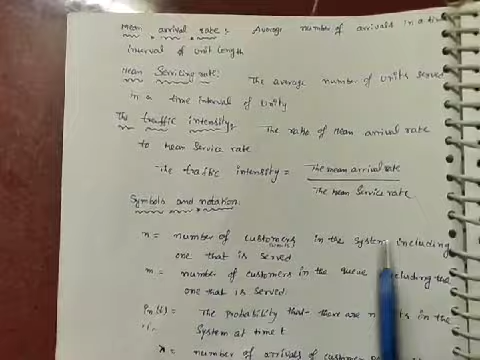 Mean arrival rate: Average number of arrivals in a time
interval of unit length
Mean Servicing rate: The average number of units served
in a time interval of unity
The traffic intensity: The ratio of Mean arrival rate
to Mean Service rate
The traffic intensity = The mean arrival rate
The Mean Service rate
Symbols and notation:
n = number of customers in the system including
(units)
one that is served
m = number of customers in the queue excluding the
one that is served.
Pn(t) = The probability that there are n units in the
System at time t
λ = number of arrivals of customer